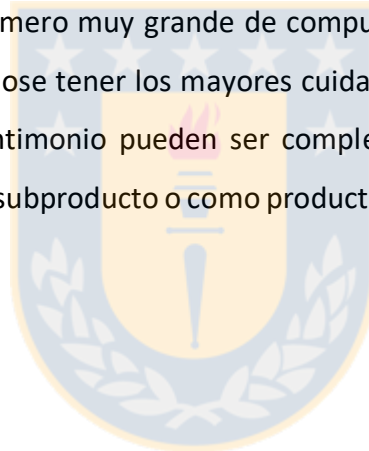 mero muy grande de compu
ose tener los mayores cuida
ntimonio pueden ser comple
subproducto o como product